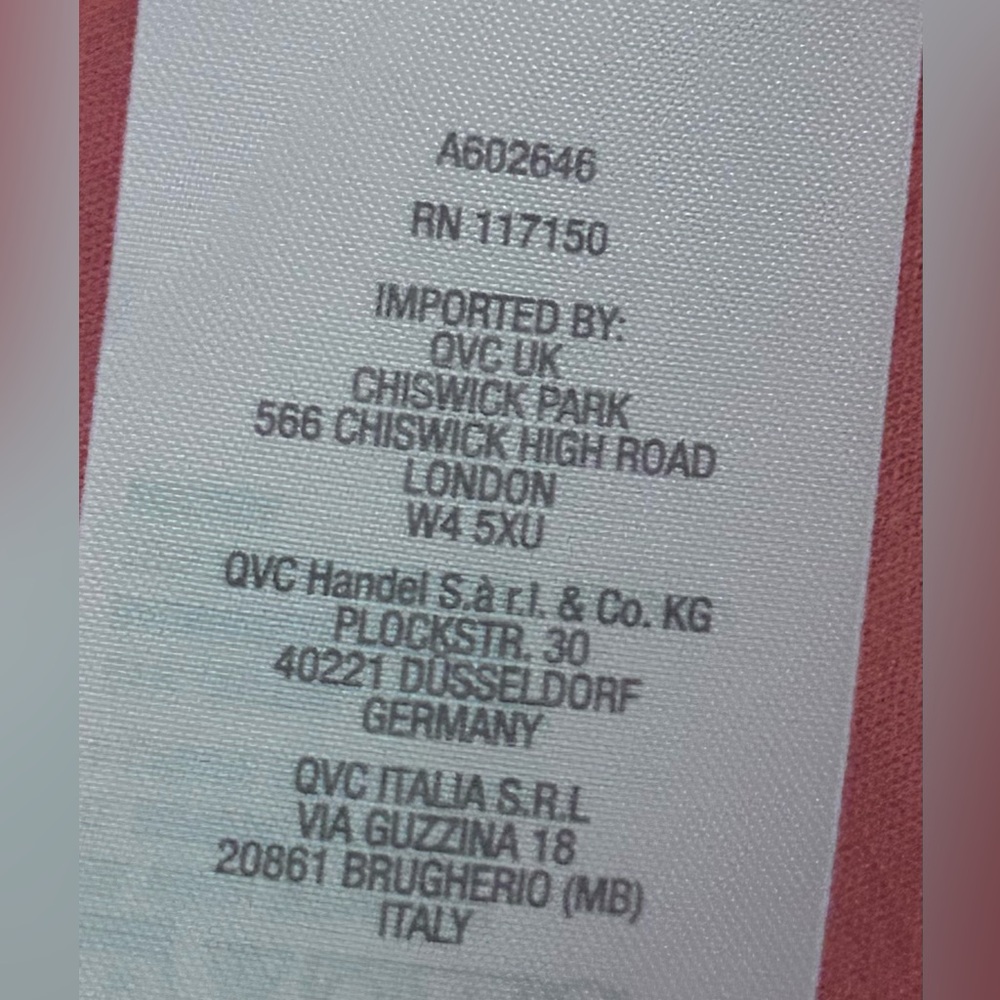 A602646
RN 117150
IMPORTED BY:
QVC UK
CHISWICK PARK
566 CHISWICK HIGH ROAD
LONDON
W4 5XU
QVC Handel S.à r.l. & Co. KG
PLOCKSTR. 30
40221 DÜSSELDORF
GERMANY
QVC ITALIA S.R.L
VIA GUZZINA 18
20861 BRUGHERIO (MB)
ITALY